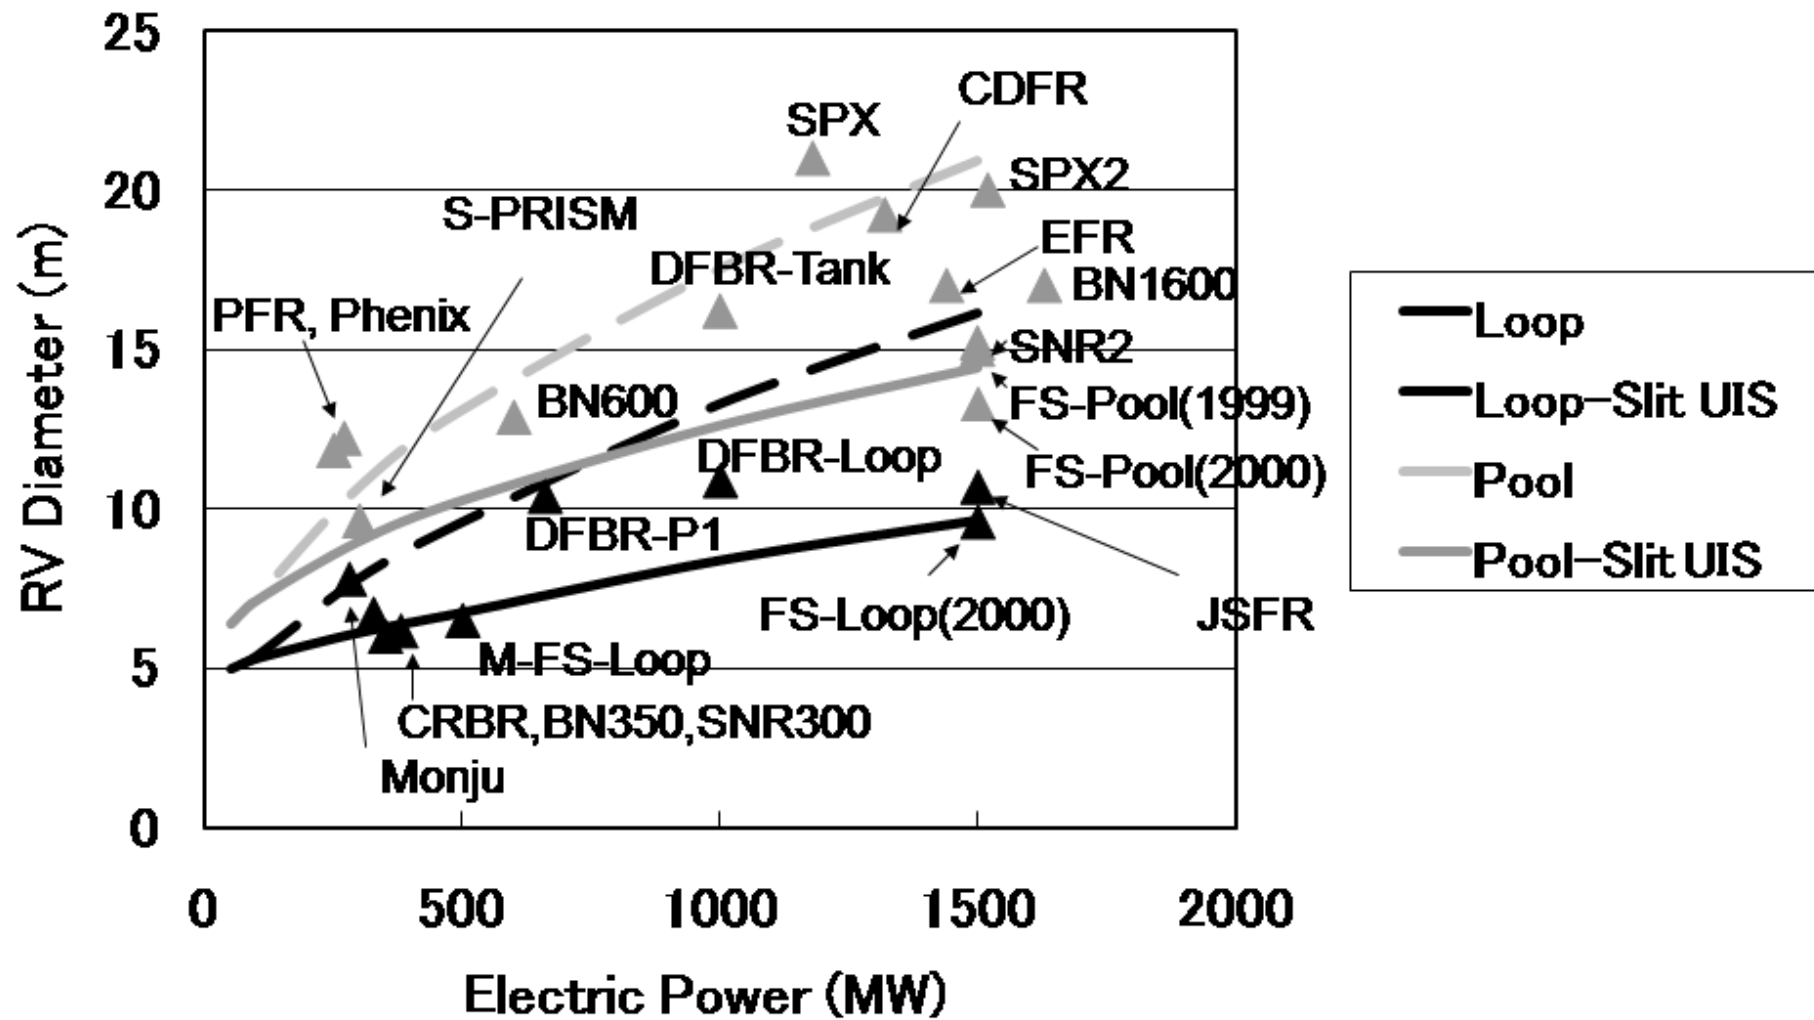 25
CDFR
SPX
SPX2
20
S-PRISM
EFR
DFBR-Tank
BN1600
PFR, Phenix
Loop
15
SNR2
BN600
FS-Pool(1999)
Loop-Slit UIS
DFBR-Loop
FS-Pool(2000)
Pool
10
DFBR-P1
Pool-Slit UIS
FS-Loop(2000)
JSFR
M-FS-Loop
5
CRBR,BN350,SNR300
Monju
0
RV Diameter (m)
0 500 1000 1500 2000
Electric Power (MW)